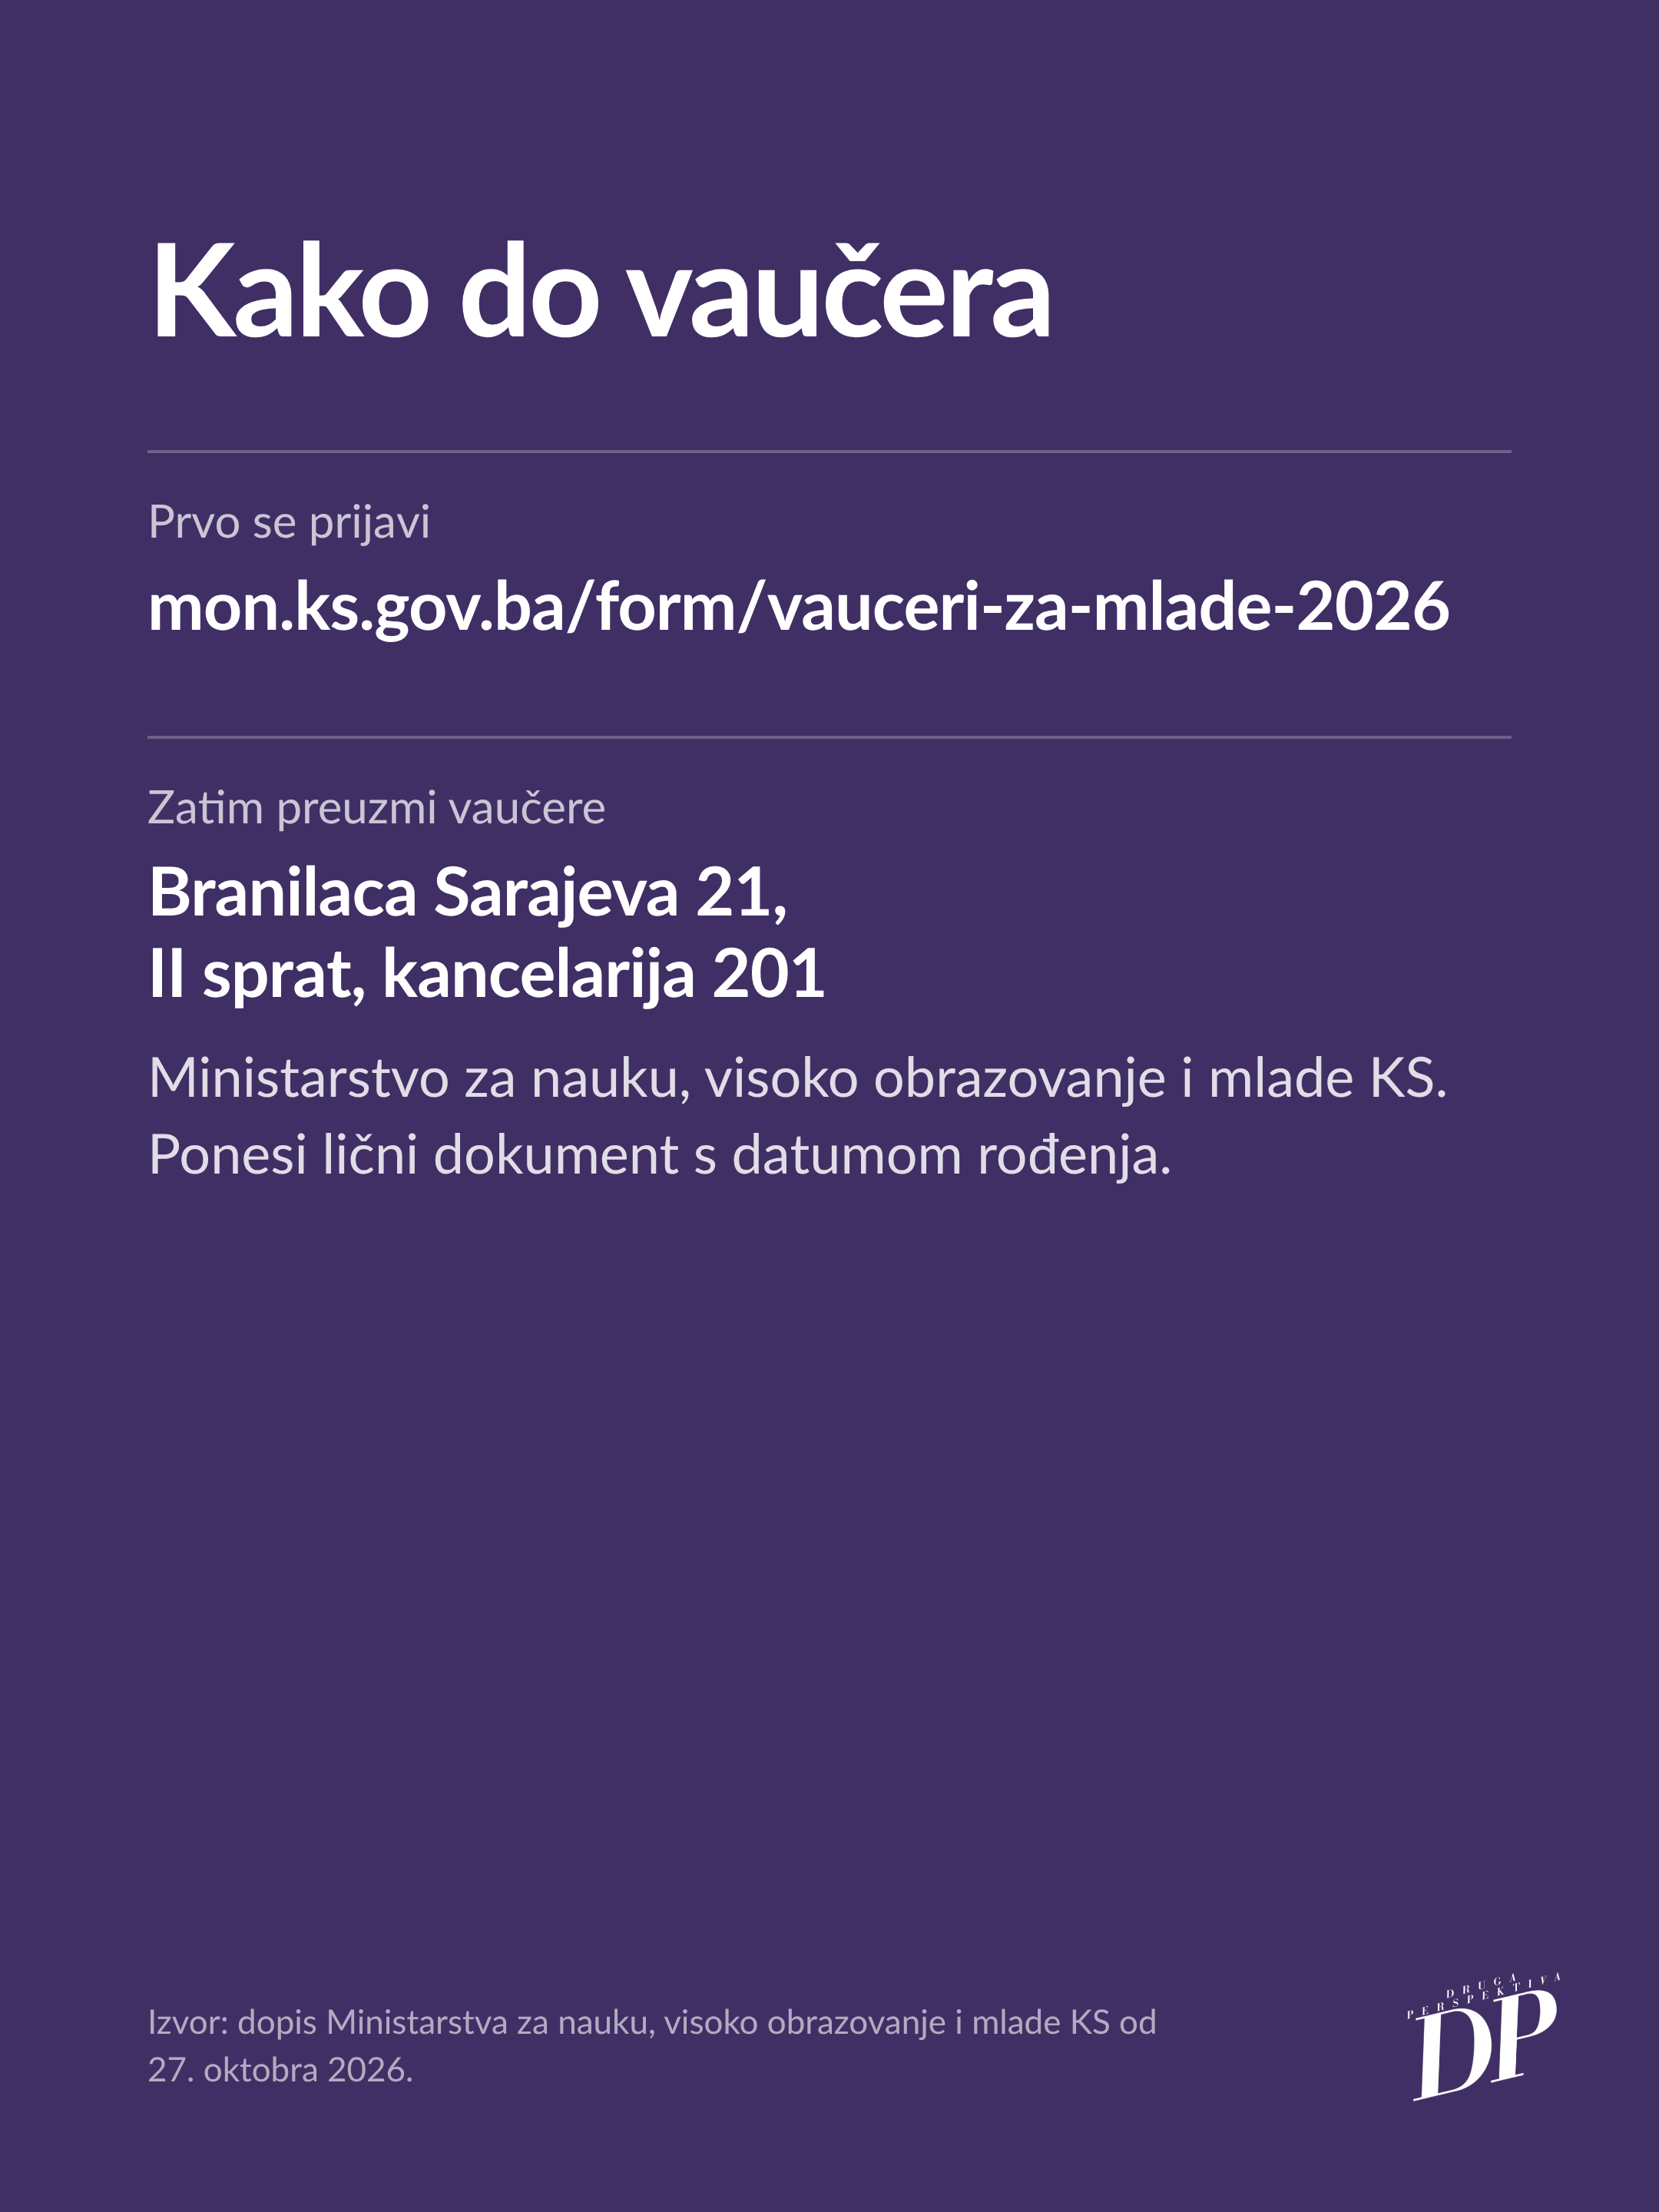 Kako do vaučera
Prvo se prijavi
mon.ks.gov.ba/form/vauceri-za-mlade-2026
Zatim preuzmi vaučere
Branilaca Sarajeva 21,
II sprat, kancelarija 201
Ministarstvo za nauku, visoko obrazovanje i mlade KS.
Ponesi lični dokument s datumom rođenja.
Izvor: dopis Ministarstva za nauku, visoko obrazovanje i mlade KS od
27. oktobra 2026.
DRUGA
PERSPEKTIVA
DP